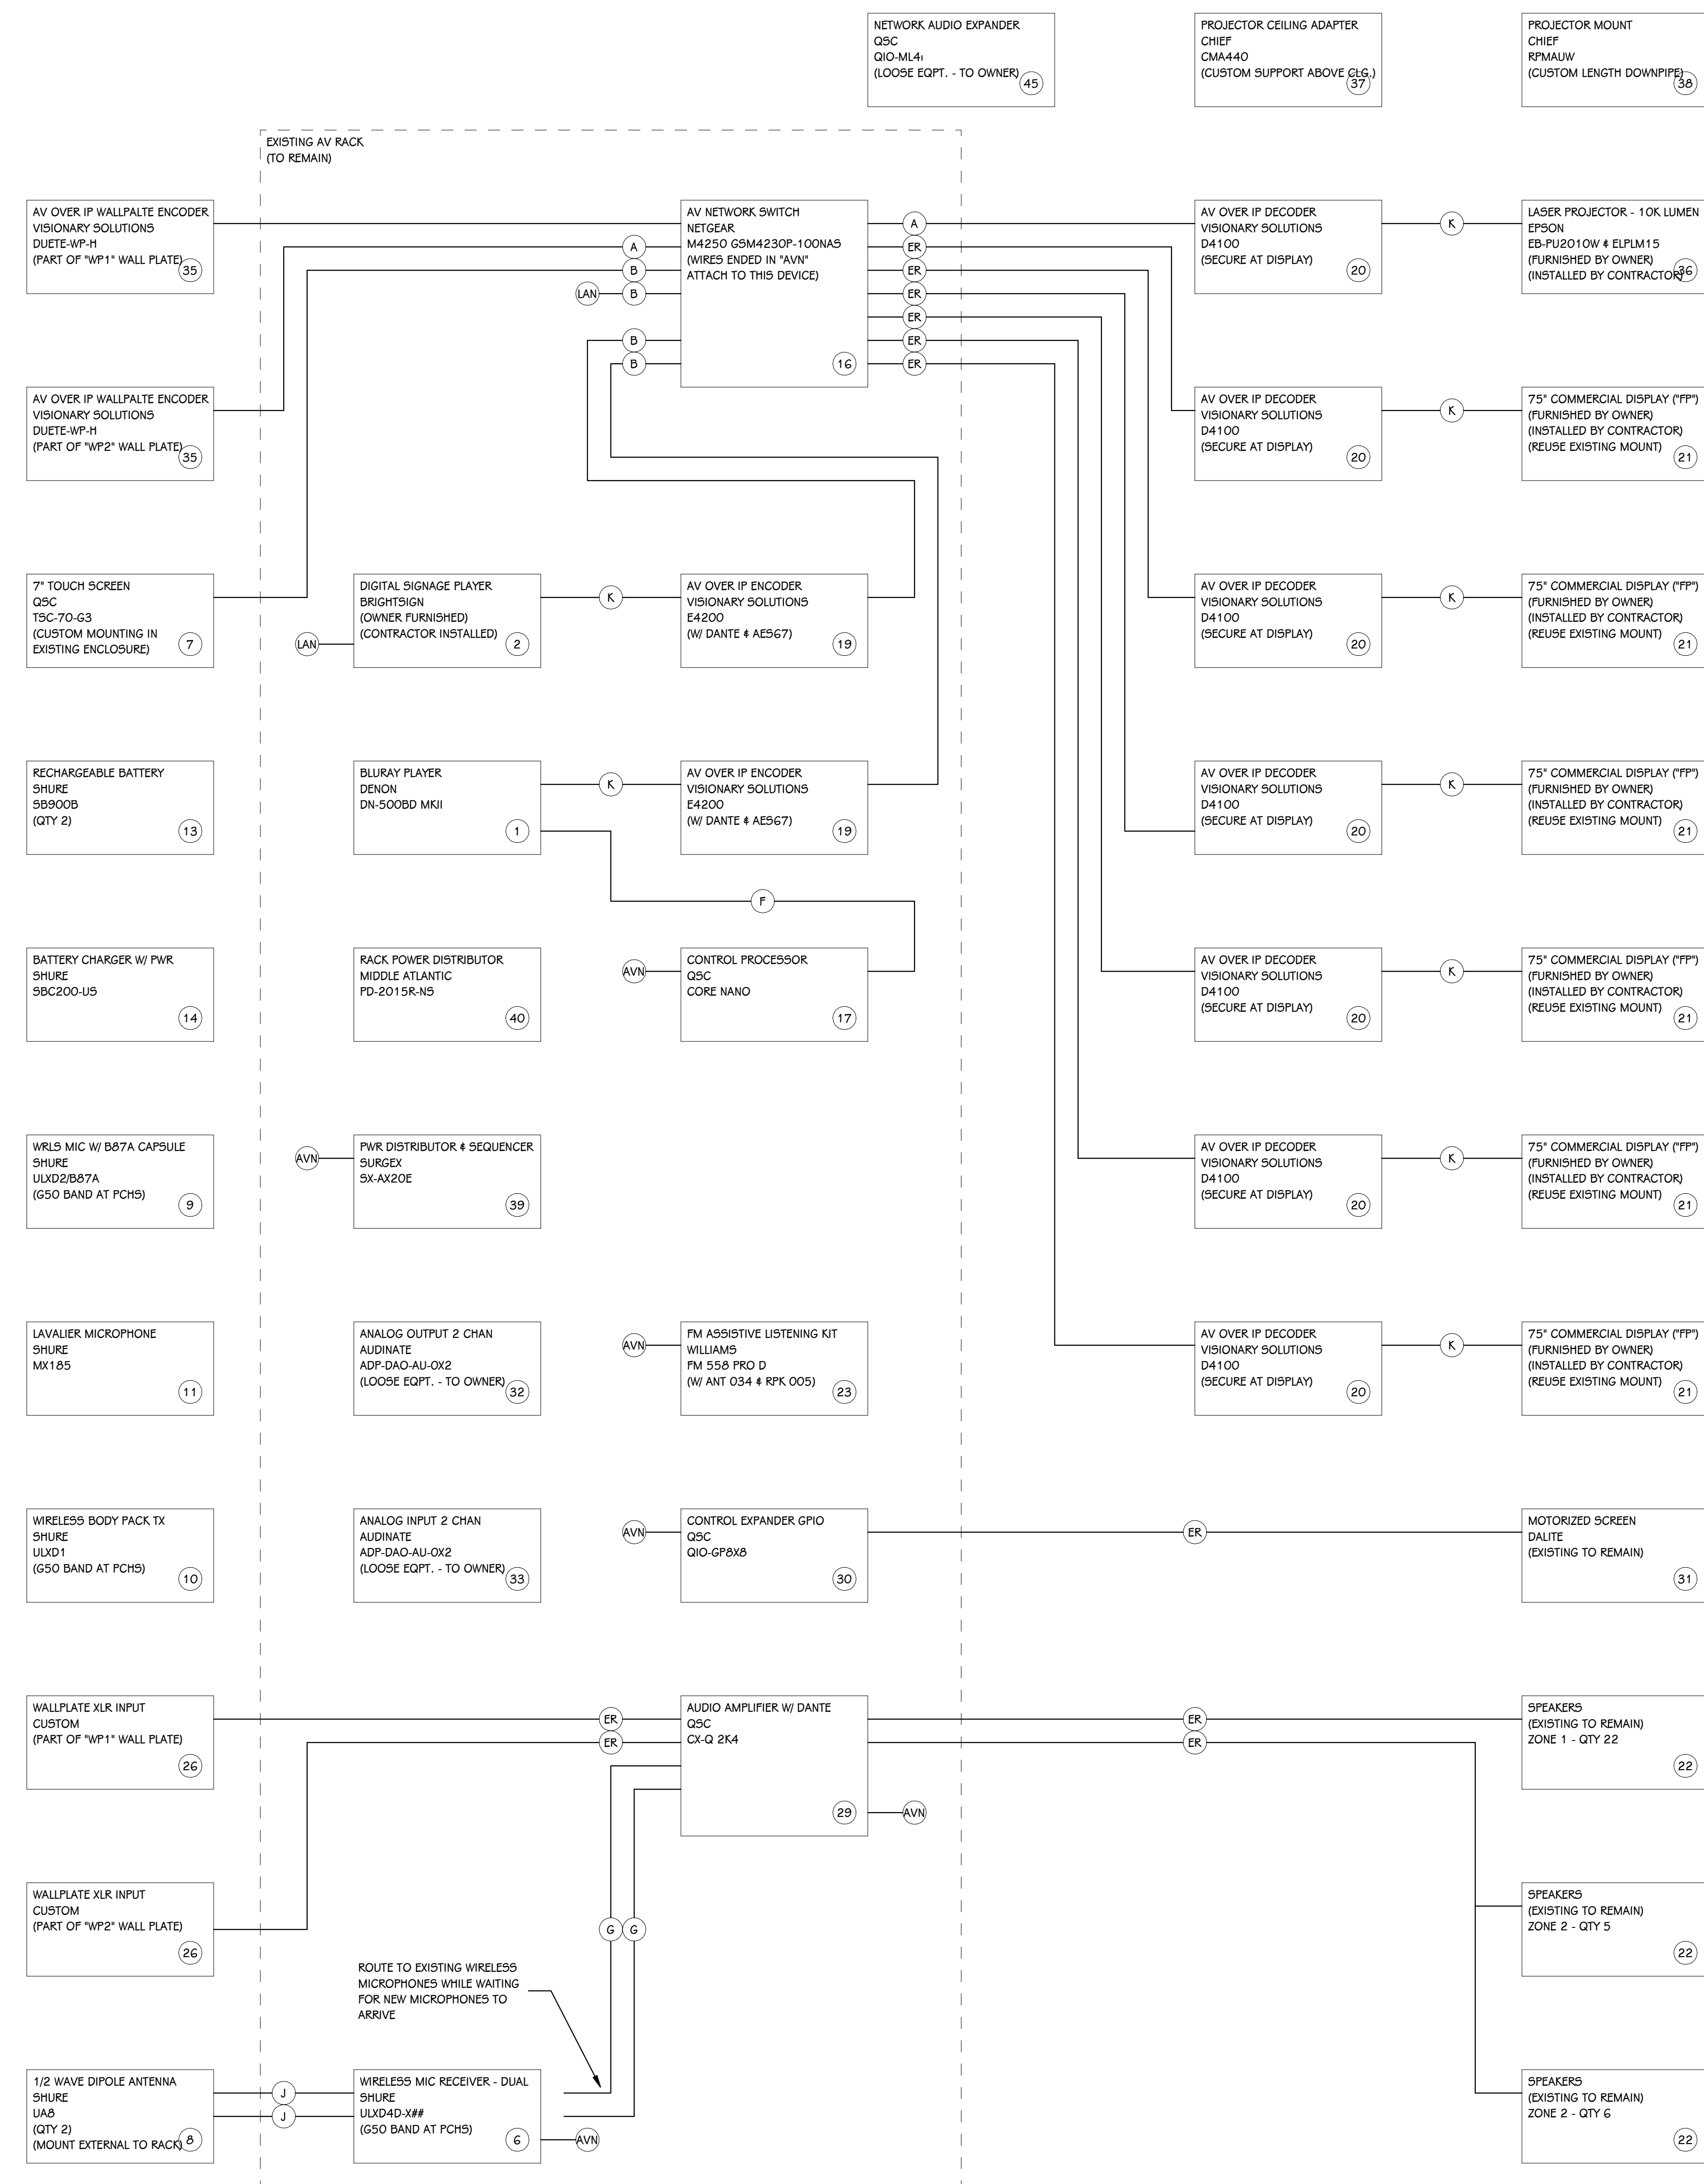 NETWORK AUDIO EXPANDER
QSC
QIO-ML4i
(LOOSE EQPT. - TO OWNER)
45
PROJECTOR CEILING ADAPTER
CHIEF
CMA440
(CUSTOM SUPPORT ABOVE CLG.)
37
PROJECTOR MOUNT
CHIEF
RPMAUW
(CUSTOM LENGTH DOWNPIPE)
38
EXISTING AV RACK
(TO REMAIN)
AV OVER IP WALLPALTE ENCODER
VISIONARY SOLUTIONS
DUETE-WP-H
(PART OF "WP1" WALL PLATE)
35
A
B
LAN
B
B
B
AV NETWORK SWITCH
NETGEAR
M4250 GSM4230P-100NAS
(WIRES ENDED IN "AVN"
ATTACH TO THIS DEVICE)
16
A
ER
ER
ER
ER
ER
ER
AV OVER IP DECODER
VISIONARY SOLUTIONS
D4100
(SECURE AT DISPLAY)
20
K
LASER PROJECTOR - 10K LUMEN
EPSON
EB-PU2010W & ELPLM15
(FURNISHED BY OWNER)
(INSTALLED BY CONTRACTOR)
36
AV OVER IP WALLPALTE ENCODER
VISIONARY SOLUTIONS
DUETE-WP-H
(PART OF "WP2" WALL PLATE)
35
AV OVER IP DECODER
VISIONARY SOLUTIONS
D4100
(SECURE AT DISPLAY)
20
K
75" COMMERCIAL DISPLAY ("FP")
(FURNISHED BY OWNER)
(INSTALLED BY CONTRACTOR)
(REUSE EXISTING MOUNT)
21
7" TOUCH SCREEN
QSC
TSC-70-G3
(CUSTOM MOUNTING IN
EXISTING ENCLOSURE)
7
LAN
DIGITAL SIGNAGE PLAYER
BRIGHTSIGN
(OWNER FURNISHED)
(CONTRACTOR INSTALLED)
2
K
AV OVER IP ENCODER
VISIONARY SOLUTIONS
E4200
(W/ DANTE & AES67)
19
AV OVER IP DECODER
VISIONARY SOLUTIONS
D4100
(SECURE AT DISPLAY)
20
K
75" COMMERCIAL DISPLAY ("FP")
(FURNISHED BY OWNER)
(INSTALLED BY CONTRACTOR)
(REUSE EXISTING MOUNT)
21
RECHARGEABLE BATTERY
SHURE
SB900B
(QTY 2)
13
BLURAY PLAYER
DENON
DN-500BD MKII
1
K
AV OVER IP ENCODER
VISIONARY SOLUTIONS
E4200
(W/ DANTE & AES67)
19
AV OVER IP DECODER
VISIONARY SOLUTIONS
D4100
(SECURE AT DISPLAY)
20
K
75" COMMERCIAL DISPLAY ("FP")
(FURNISHED BY OWNER)
(INSTALLED BY CONTRACTOR)
(REUSE EXISTING MOUNT)
21
F
BATTERY CHARGER W/ PWR
SHURE
SBC200-US
14
RACK POWER DISTRIBUTOR
MIDDLE ATLANTIC
PD-2015R-NS
40
AVN
CONTROL PROCESSOR
QSC
CORE NANO
17
AV OVER IP DECODER
VISIONARY SOLUTIONS
D4100
(SECURE AT DISPLAY)
20
K
75" COMMERCIAL DISPLAY ("FP")
(FURNISHED BY OWNER)
(INSTALLED BY CONTRACTOR)
(REUSE EXISTING MOUNT)
21
WRLS MIC W/ B87A CAPSULE
SHURE
ULXD2/B87A
(G50 BAND AT PCHS)
9
AVN
PWR DISTRIBUTOR & SEQUENCER
SURGEX
SX-AX20E
39
AV OVER IP DECODER
VISIONARY SOLUTIONS
D4100
(SECURE AT DISPLAY)
20
K
75" COMMERCIAL DISPLAY ("FP")
(FURNISHED BY OWNER)
(INSTALLED BY CONTRACTOR)
(REUSE EXISTING MOUNT)
21
LAVALIER MICROPHONE
SHURE
MX185
11
ANALOG OUTPUT 2 CHAN
AUDINATE
ADP-DAO-AU-0X2
(LOOSE EQPT. - TO OWNER)
32
AVN
FM ASSISTIVE LISTENING KIT
WILLIAMS
FM 558 PRO D
(W/ ANT 034 & RPK 005)
23
AV OVER IP DECODER
VISIONARY SOLUTIONS
D4100
(SECURE AT DISPLAY)
20
K
75" COMMERCIAL DISPLAY ("FP")
(FURNISHED BY OWNER)
(INSTALLED BY CONTRACTOR)
(REUSE EXISTING MOUNT)
21
WIRELESS BODY PACK TX
SHURE
ULXD1
(G50 BAND AT PCHS)
10
ANALOG INPUT 2 CHAN
AUDINATE
ADP-DAO-AU-0X2
(LOOSE EQPT. - TO OWNER)
33
AVN
CONTROL EXPANDER GPIO
QSC
QIO-GP8X8
30
ER
MOTORIZED SCREEN
DALITE
(EXISTING TO REMAIN)
31
WALLPLATE XLR INPUT
CUSTOM
(PART OF "WP1" WALL PLATE)
26
ER
ER
AUDIO AMPLIFIER W/ DANTE
QSC
CX-Q 2K4
29
AVN
ER
ER
SPEAKERS
(EXISTING TO REMAIN)
ZONE 1 - QTY 22
22
WALLPLATE XLR INPUT
CUSTOM
(PART OF "WP2" WALL PLATE)
26
G
G
SPEAKERS
(EXISTING TO REMAIN)
ZONE 2 - QTY 5
22
ROUTE TO EXISTING WIRELESS
MICROPHONES WHILE WAITING
FOR NEW MICROPHONES TO
ARRIVE
1/2 WAVE DIPOLE ANTENNA
SHURE
UA8
(QTY 2)
(MOUNT EXTERNAL TO RACK)
8
J
J
WIRELESS MIC RECEIVER - DUAL
SHURE
ULXD4D-X##
(G50 BAND AT PCHS)
6
AVN
SPEAKERS
(EXISTING TO REMAIN)
ZONE 2 - QTY 6
22